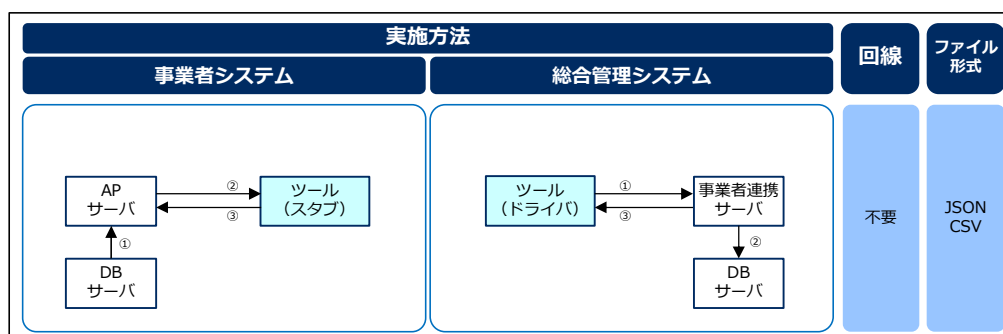 実施方法
回線
ファイル
形式
事業者システム
総合管理システム
AP
サーバ
②
③
ツール
（スタブ）
①
DB
サーバ
ツール
（ドライバ）
①
③
事業者連携
サーバ
②
DB
サーバ
不要
JSON
CSV